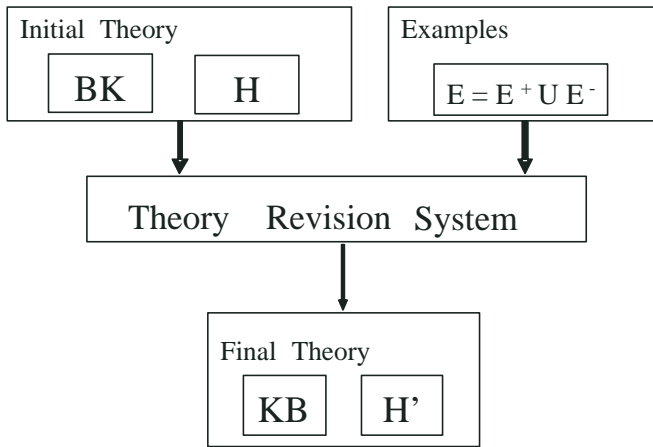 Initial Theory
BK H
Examples
E = E + U E -
Theory Revision System
Final Theory
KB H’